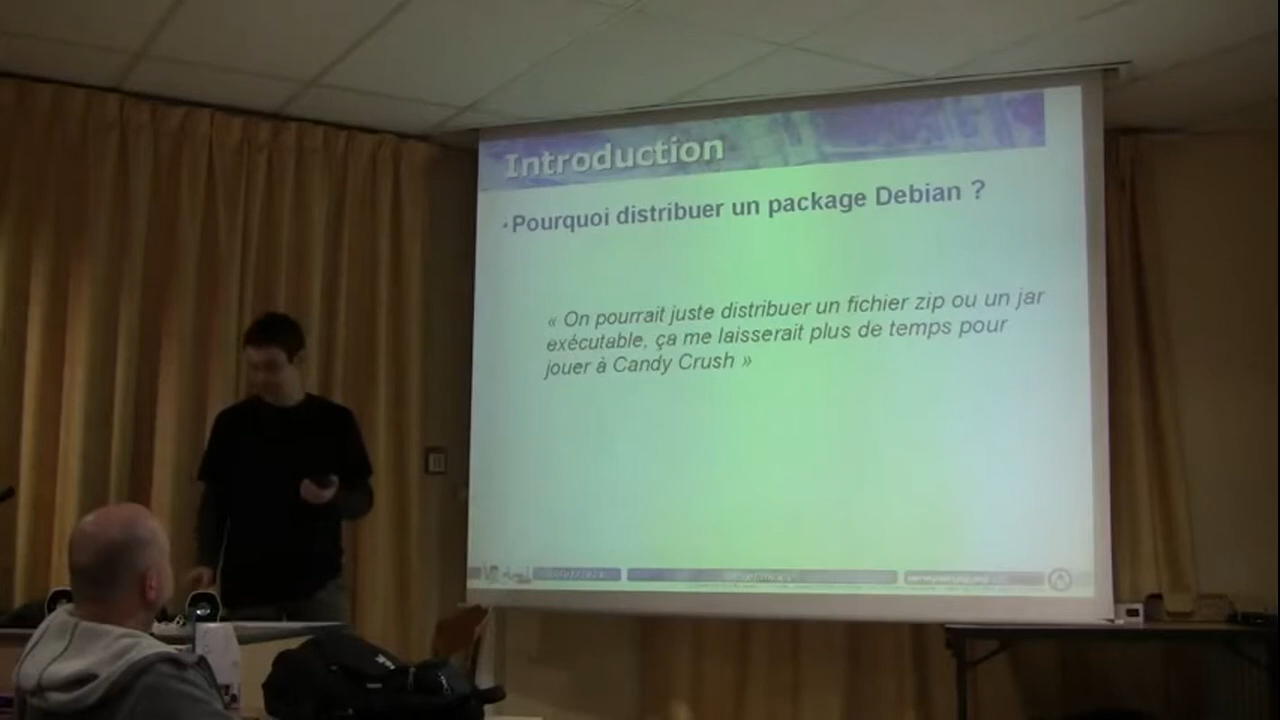 Introduction
• Pourquoi distribuer un package Debian ?
« On pourrait juste distribuer un fichier zip ou un jar
exécutable, ça me laisserait plus de temps pour
jouer à Candy Crush »